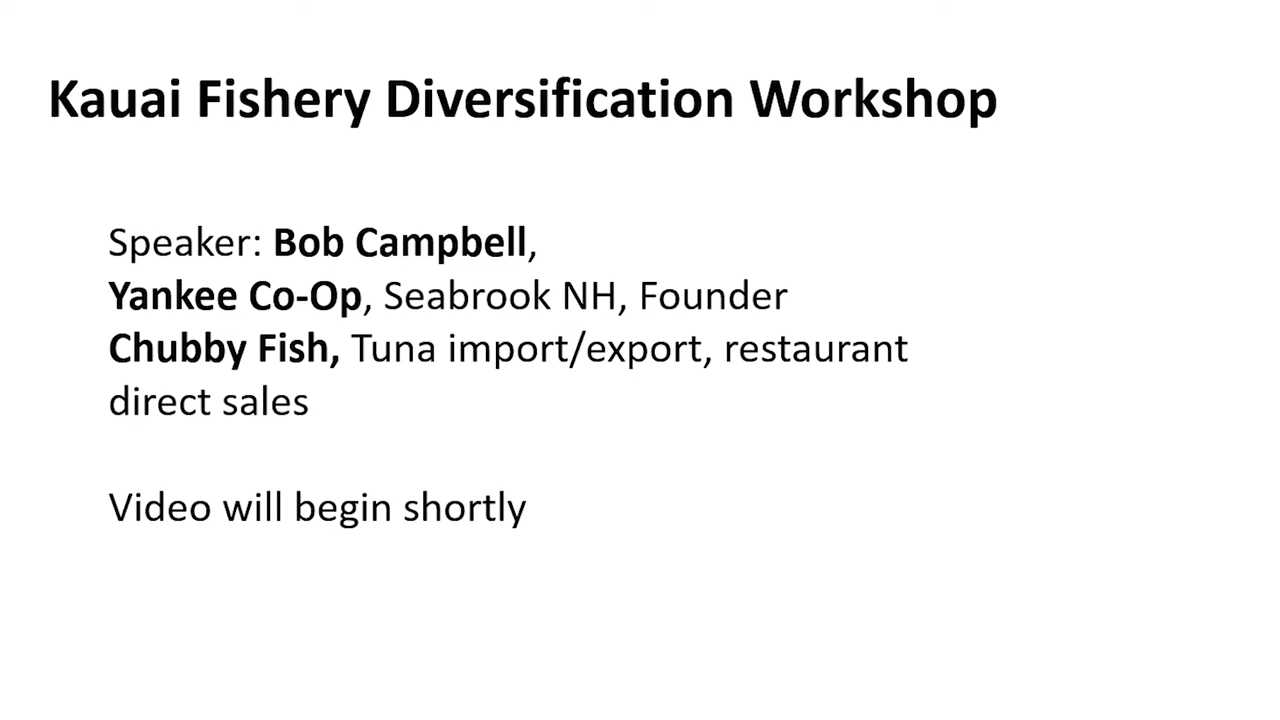 Kauai Fishery Diversification Workshop
Speaker: Bob Campbell,
Yankee Co-Op, Seabrook NH, Founder
Chubby Fish, Tuna import/export, restaurant
direct sales
Video will begin shortly